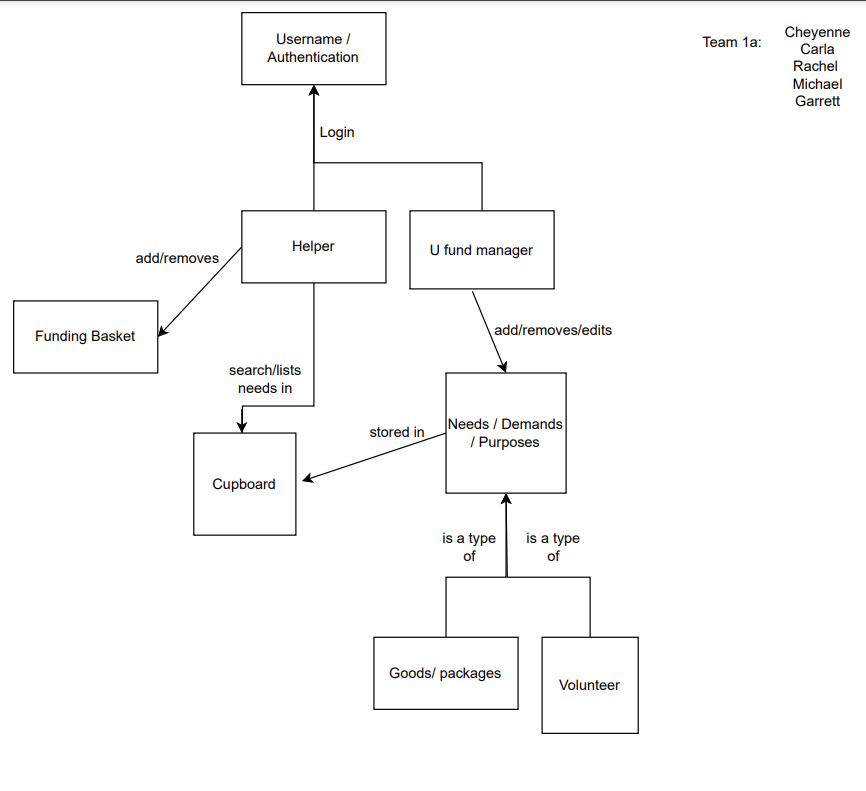 Username /
Authentication
Team 1a:
Cheyenne
Carla
Rachel
Michael
Garrett
Login
Helper
U fund manager
add/removes
Funding Basket
add/removes/edits
search/lists
needs in
Needs / Demands
/ Purposes
stored in
Cupboard
is a type
of
is a type
of
Goods/ packages
Volunteer